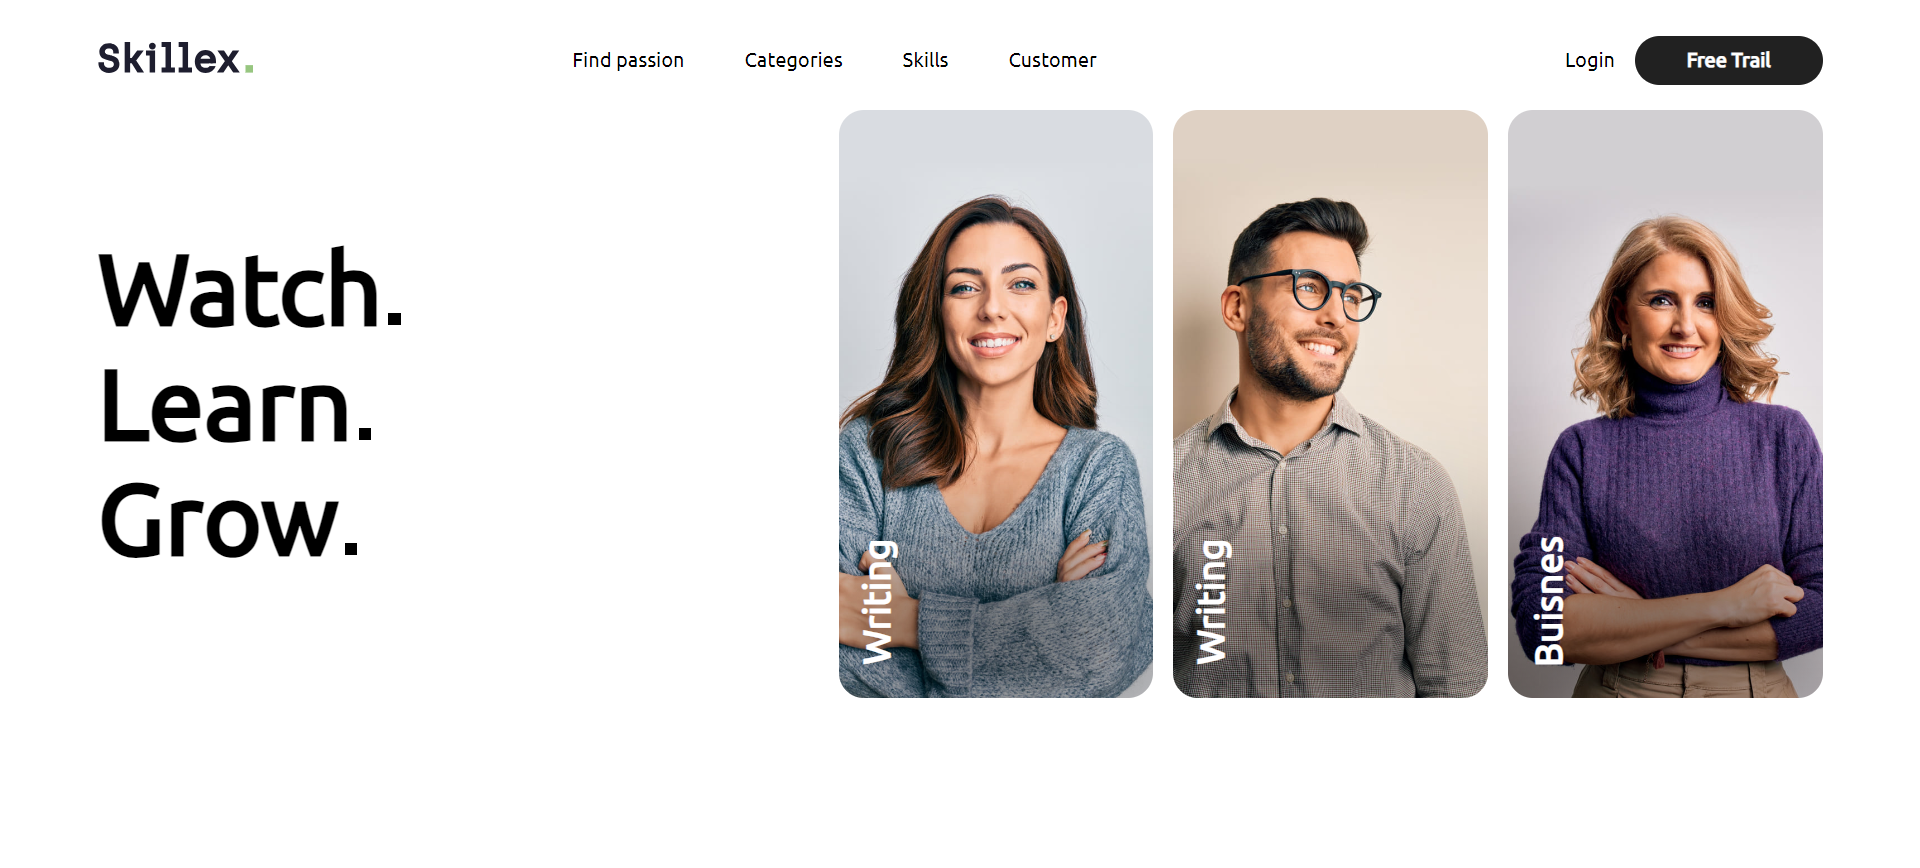 Skillex.
Find passion
Categories
Skills
Customer
Login
Free Trail
Watch.
Learn.
Grow.
Writing
Writing
Buisnes